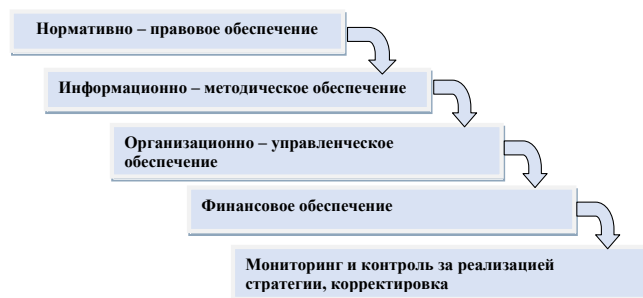 Нормативно – правовое обеспечение
Информационно – методическое обеспечение
Организационно – управленческое
обеспечение
Финансовое обеспечение
Мониторинг и контроль за реализацией
стратегии, корректировка